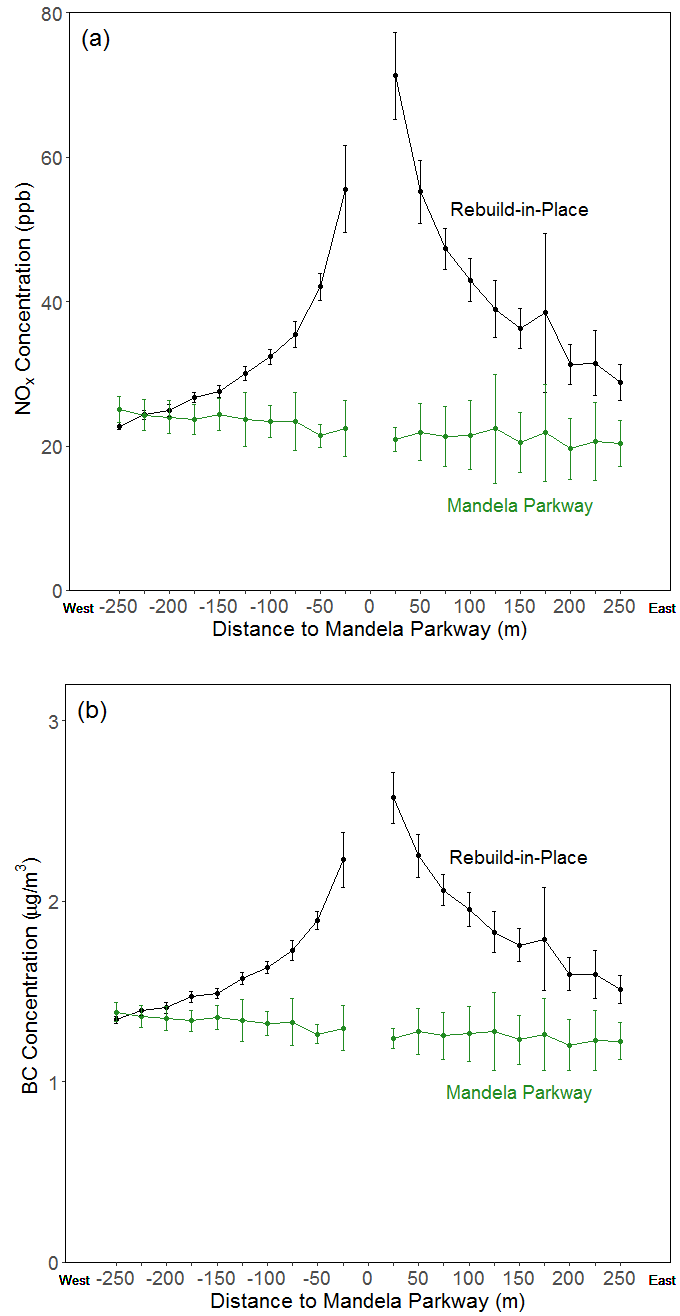 (a)
80
60
40
20
0
NOx Concentration (ppb)
Rebuild-in-Place
Mandela Parkway
West -250 -200 -150 -100 -50 0 50 100 150 200 250 East
Distance to Mandela Parkway (m)
(b)
3
2
1
0
BC Concentration (µg/m³)
Rebuild-in-Place
Mandela Parkway
West -250 -200 -150 -100 -50 0 50 100 150 200 250 East
Distance to Mandela Parkway (m)